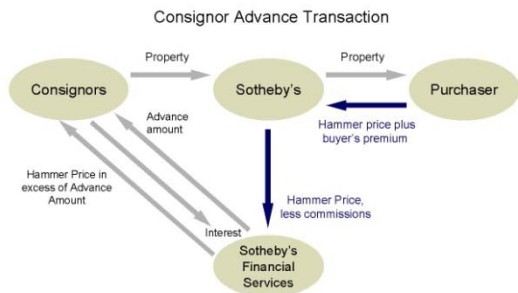 Consignor Advance Transaction
Property
Property
Consignors
Sotheby's
Purchaser
Advance
amount
Hammer price plus
buyer's premium
Hammer Price in
excess of Advance
Amount
Hammer Price,
less commissions
Interest
Sotheby's
Financial
Services